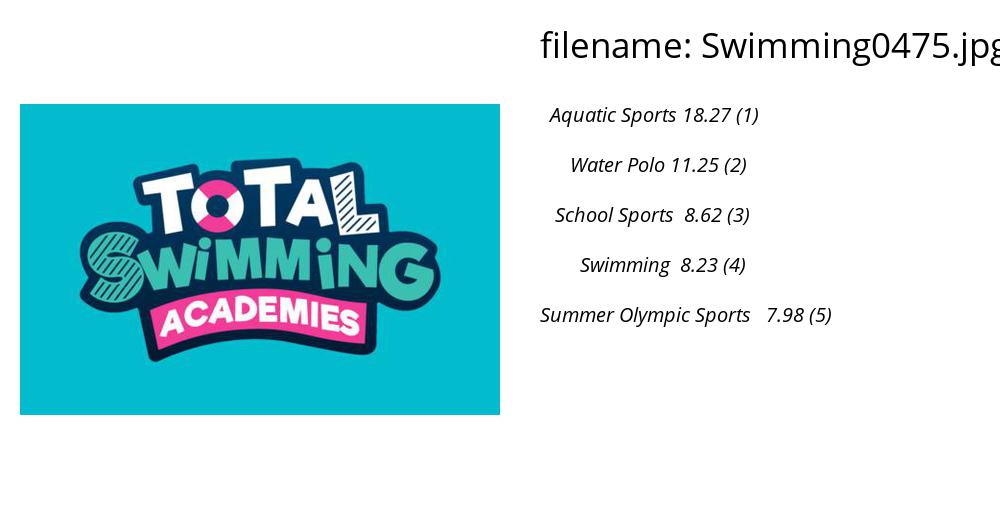 filename: Swimming0475.jpg
Aquatic Sports 18.27 (1)
Water Polo 11.25 (2)
School Sports 8.62 (3)
Swimming 8.23 (4)
Summer Olympic Sports 7.98 (5)
TOTAL
SWiMMiNG
ACADEMIES